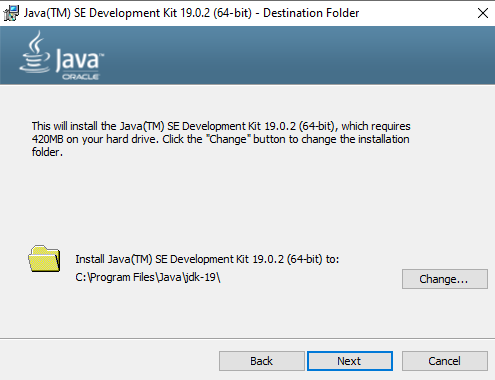 Java(TM) SE Development Kit 19.0.2 (64-bit) - Destination Folder
Java™
ORACLE
This will install the Java(TM) SE Development Kit 19.0.2 (64-bit), which requires
420MB on your hard drive. Click the "Change" button to change the installation
folder.
Install Java(TM) SE Development Kit 19.0.2 (64-bit) to:
C:\Program Files\Java\jdk-19\
Change...
Back Next Cancel